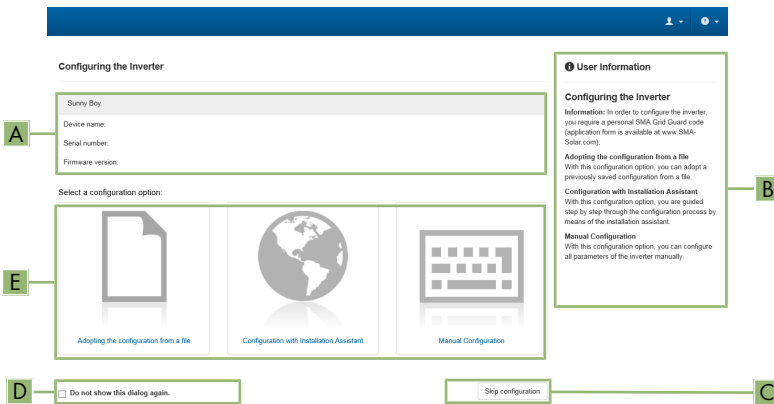 Configuring the Inverter
Sunny Boy
Device name:
Serial number:
Firmware version:
A
Select a configuration option:
E
Adopting the configuration from a file
Configuration with Installation Assistant
Manual Configuration
D
Do not show this dialog again.
Skip configuration
C
User Information
Configuring the Inverter
Information: In order to configure the inverter,
you require a personal SMA Grid Guard code
(application form is available at www.SMA-
Solar.com).
Adopting the configuration from a file
With this configuration option, you can adopt a
previously saved configuration from a file.
Configuration with Installation Assistant
With this configuration option, you are guided
step by step through the configuration process by
means of the installation assistant.
Manual Configuration
With this configuration option, you can configure
all parameters of the inverter manually.
B